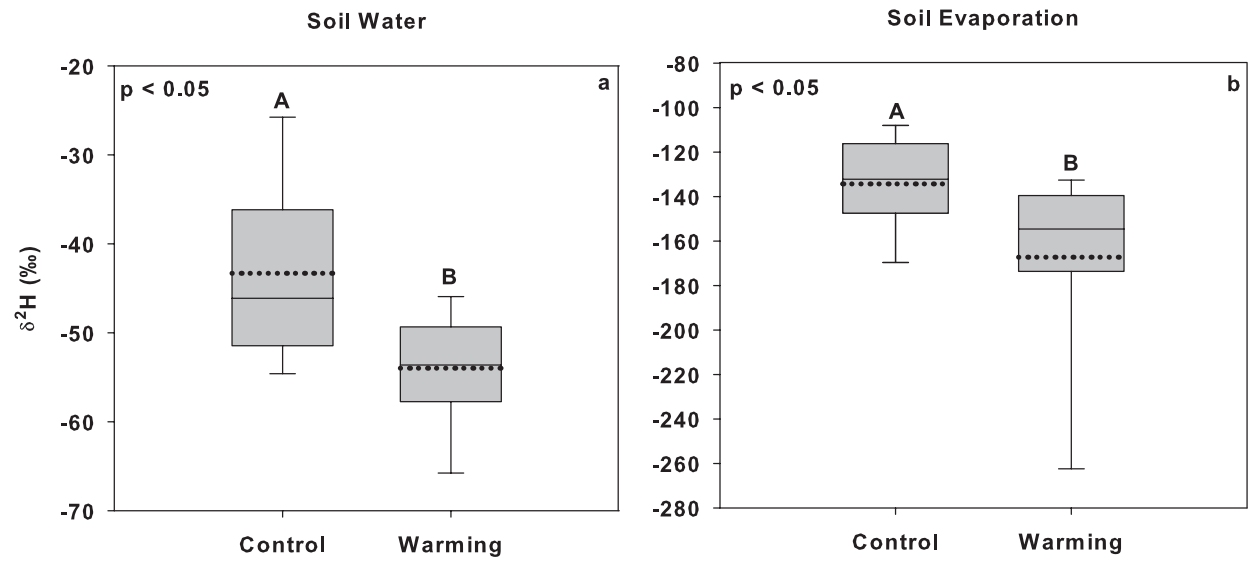 Soil Water
δ²H (‰)
-20
-30
-40
-50
-60
-70
p < 0.05
a
A
B
Control Warming
Soil Evaporation
-80
-100
-120
-140
-160
-180
-200
-220
-240
-260
-280
p < 0.05
b
A
B
Control Warming